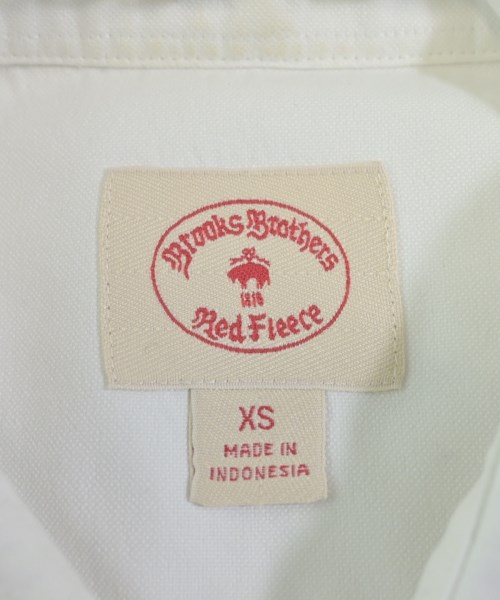 Brooks Brothers
1818
Red Fleece
XS
MADE IN
INDONESIA